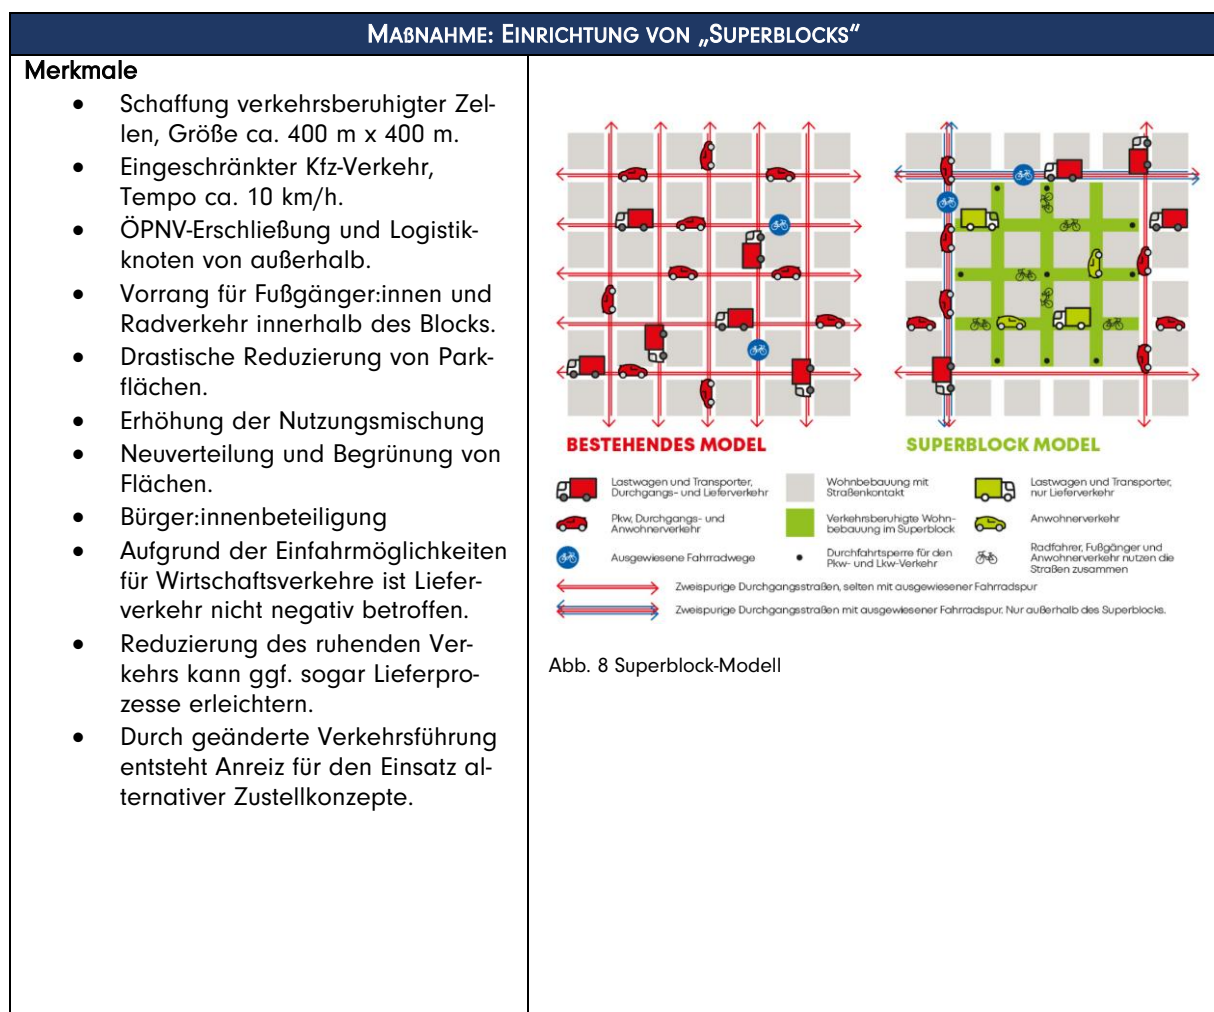 MAẞNAHME: EINRICHTUNG VON „SUPERBLOCKS“
Merkmale
• Schaffung verkehrsberuhigter Zel-
len, Größe ca. 400 m x 400 m.
• Eingeschränkter Kfz-Verkehr,
Tempo ca. 10 km/h.
• ÖPNV-Erschließung und Logistik-
knoten von außerhalb.
• Vorrang für Fußgänger:innen und
Radverkehr innerhalb des Blocks.
• Drastische Reduzierung von Park-
flächen.
• Erhöhung der Nutzungsmischung
• Neuverteilung und Begrünung von
Flächen.
• Bürger:innenbeteiligung
• Aufgrund der Einfahrmöglichkeiten
für Wirtschaftsverkehre ist Liefer-
verkehr nicht negativ betroffen.
• Reduzierung des ruhenden Ver-
kehrs kann ggf. sogar Lieferpro-
zesse erleichtern.
• Durch geänderte Verkehrsführung
entsteht Anreiz für den Einsatz al-
ternativer Zustellkonzepte.
BESTEHENDES MODEL
SUPERBLOCK MODEL
Lastwagen und Transporter,
Durchgangs- und Lieferverkehr
Wohnbebauung mit
Straßenkontakt
Lastwagen und Transporter,
nur Lieferverkehr
Pkw, Durchgangs- und
Anwohnerverkehr
Verkehrsberuhigte Wohn-
bebauung im Superblock
Anwohnerverkehr
Ausgewiesene Fahrradwege
Durchfahrtsperre für den
Pkw- und Lkw-Verkehr
Radfahrer, Fußgänger und
Anwohnerverkehr nutzen die
Straßen zusammen
Zweispurige Durchgangsstraßen, selten mit ausgewiesener Fahrradspur
Zweispurige Durchgangsstraßen mit ausgewiesener Fahrradspur. Nur außerhalb des Superblocks.
Abb. 8 Superblock-Modell